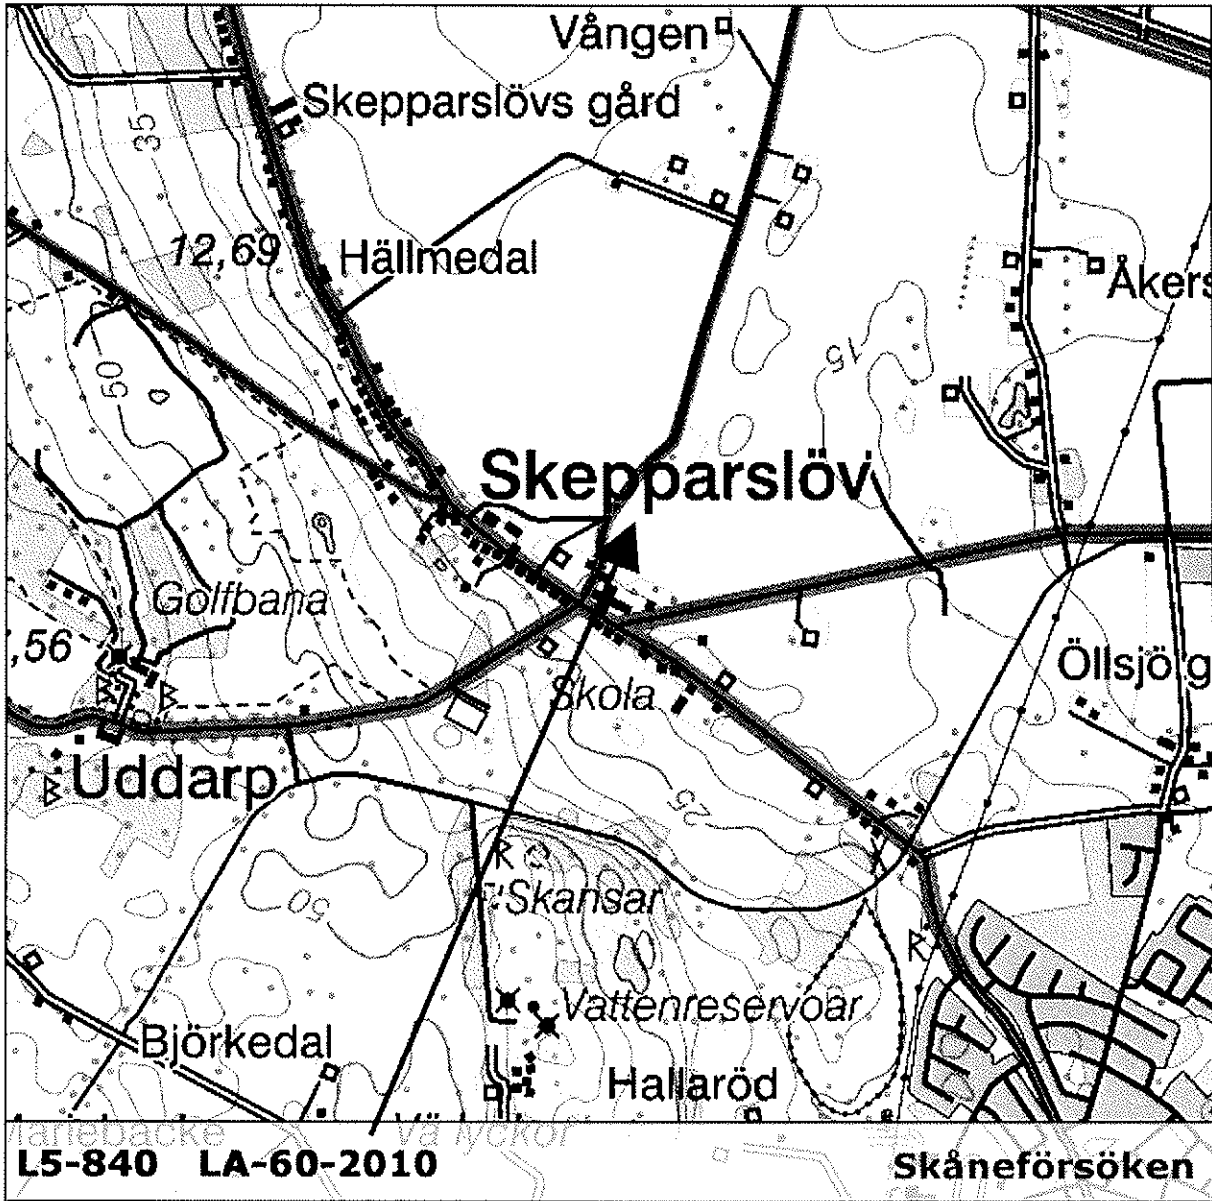 Vången
Skepparslövs gård
35
12,69
Hällmedal
Åkers
15
50
Skepparslöv
Golfbana
,56
Öllsjö g
Skola
Uddarp
25
50
Skansar
Vattenreservoar
Björkedal
Hallaröd
L5-840 LA-60-2010 Skåneförsöken